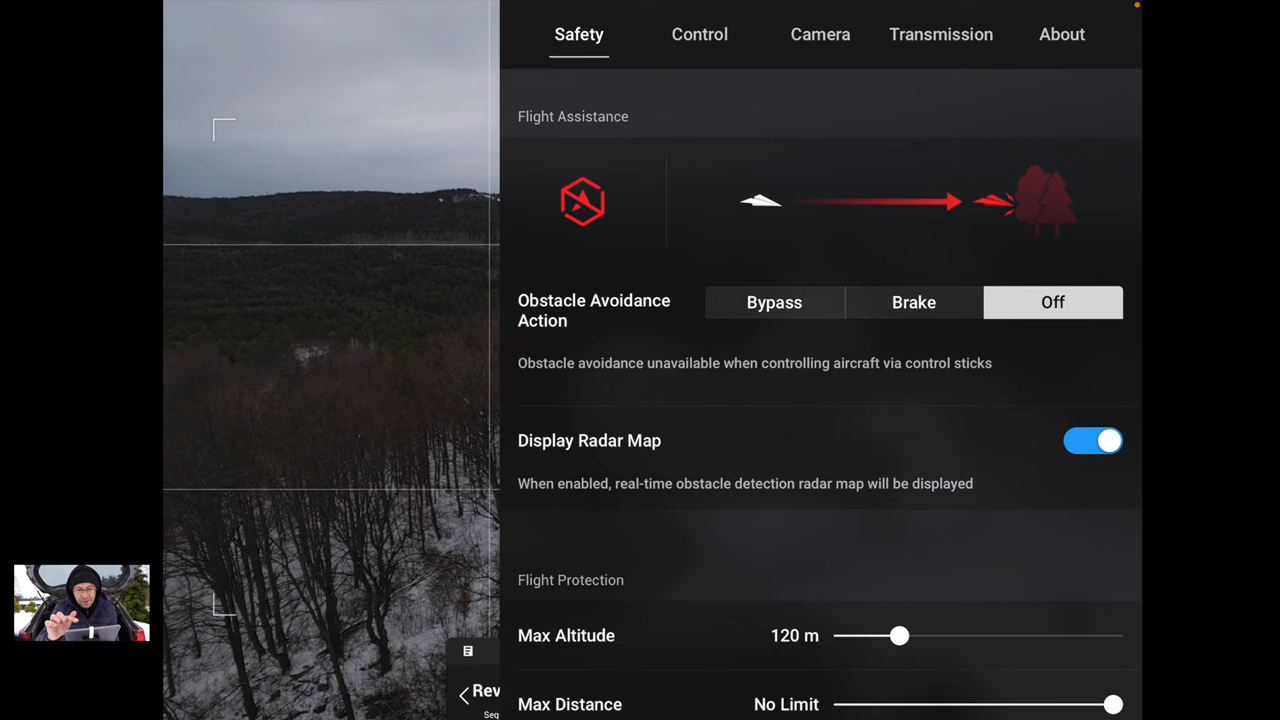 Safety Control Camera Transmission About
Flight Assistance
Obstacle Avoidance
Action
Bypass Brake Off
Obstacle avoidance unavailable when controlling aircraft via control sticks
Display Radar Map
When enabled, real-time obstacle detection radar map will be displayed
Flight Protection
Max Altitude 120 m
Rev
Max Distance No Limit
Seq